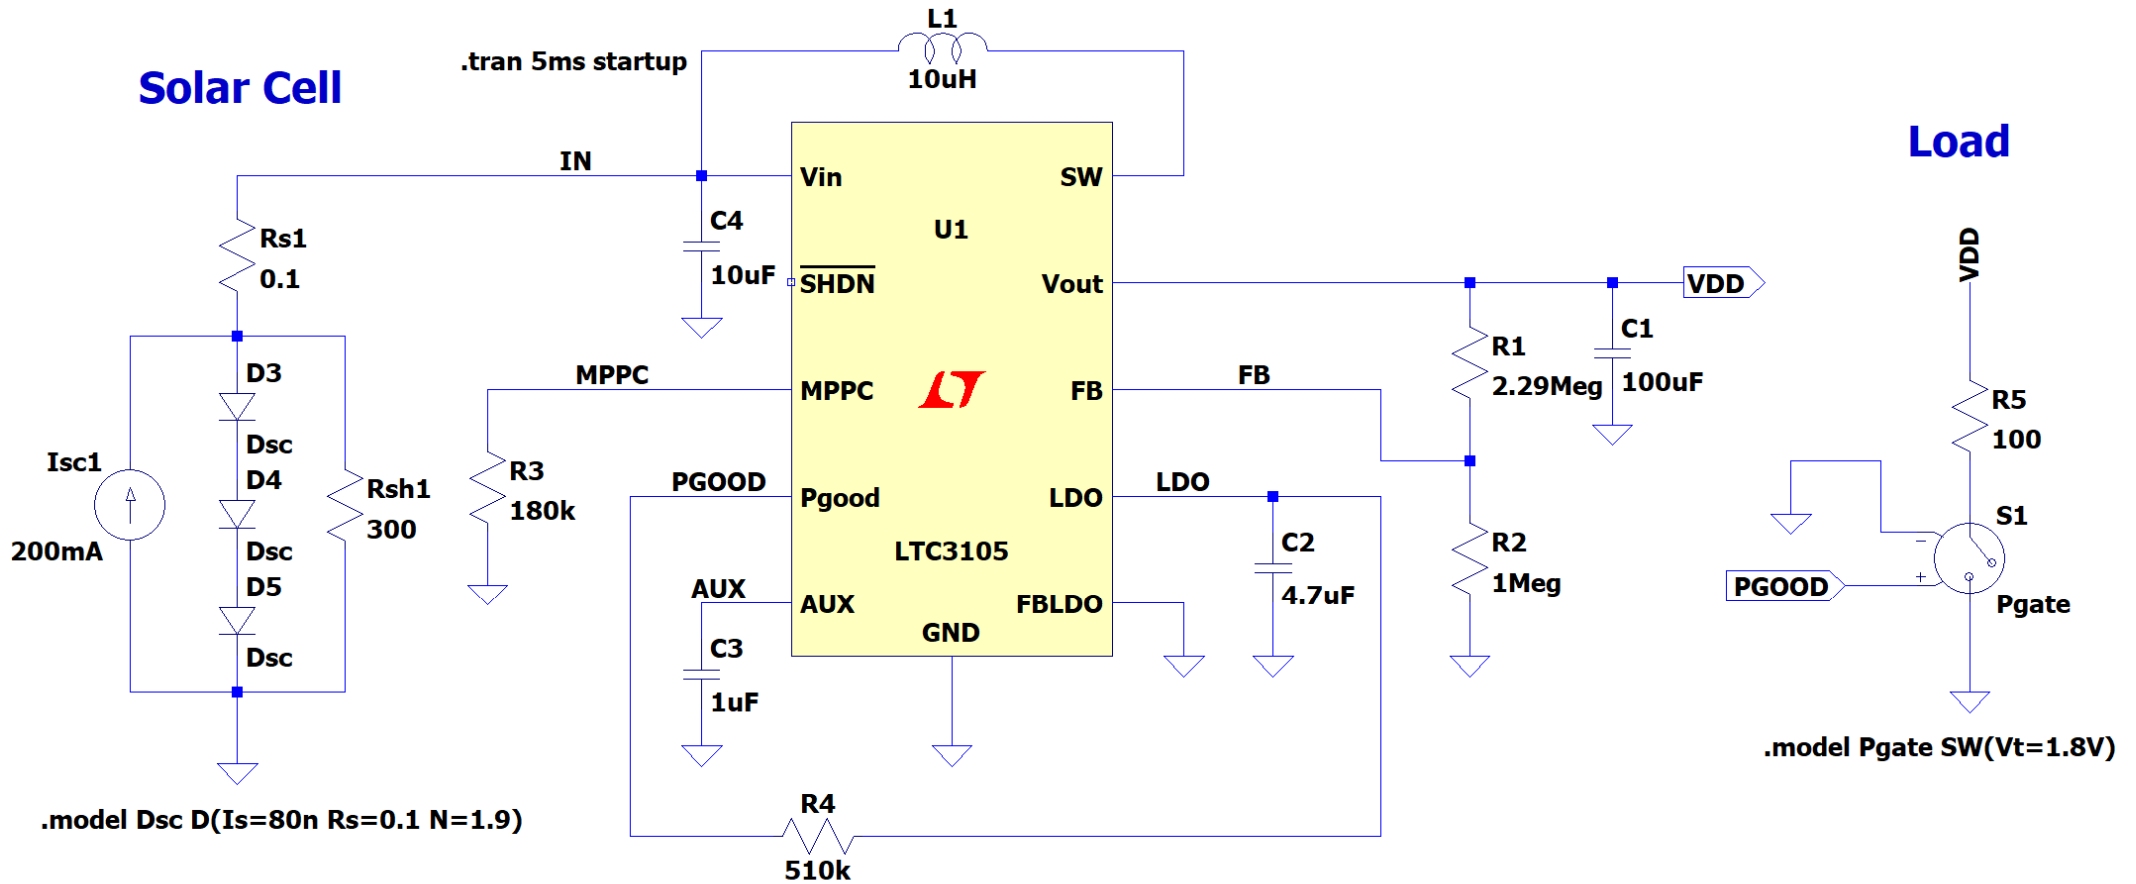 Solar Cell
.tran 5ms startup
L1
10uH
Load
IN
Vin
SW
U1
Rs1
0.1
C4
10uF
SHDN
Vout
VDD
VDD
D3
Dsc
D4
Dsc
D5
Dsc
Isc1
200mA
Rsh1
300
MPPC
MPPC
R3
180k
FB
FB
R1
2.29Meg
C1
100uF
R5
100
PGOOD
Pgood
LDO
LDO
LTC3105
C2
4.7uF
R2
1Meg
S1
−
+
PGOOD
Pgate
AUX
AUX
FBLDO
GND
C3
1uF
.model Pgate SW(Vt=1.8V)
.model Dsc D(Is=80n Rs=0.1 N=1.9)
R4
510k